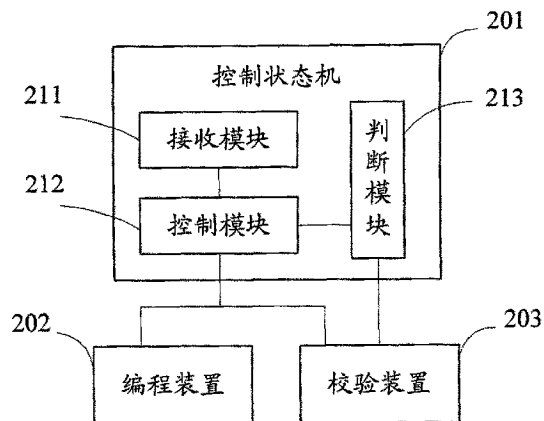 201
控制状态机
211
213
接收模块
判断模块
212
控制模块
202
203
编程装置
校验装置